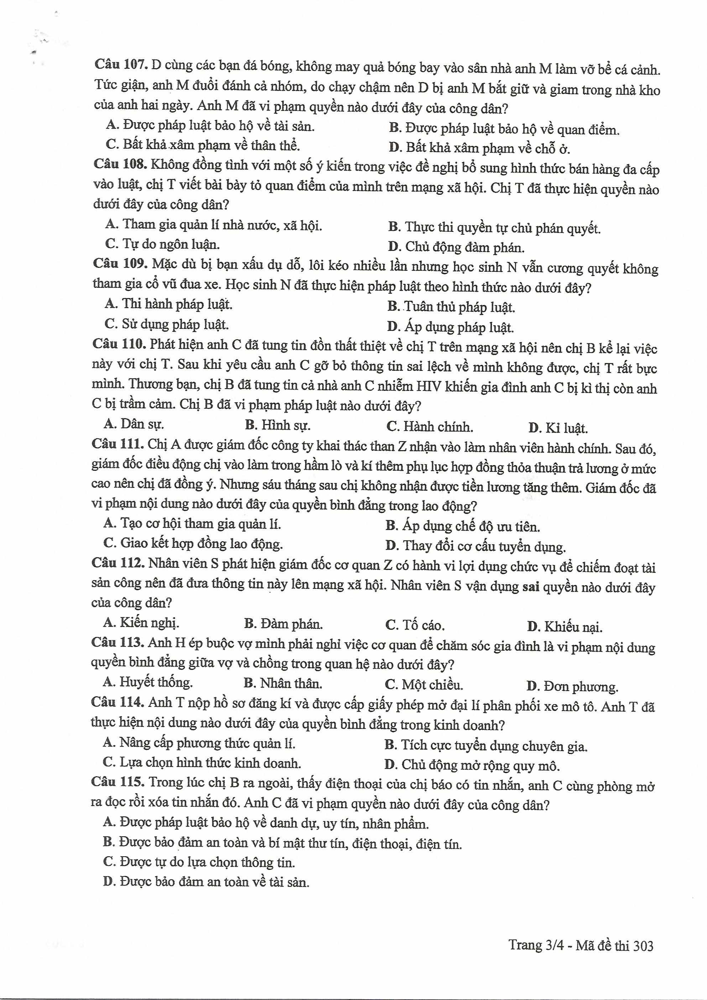 Câu 107. D cùng các bạn đá bóng, không may quả bóng bay vào sân nhà anh M làm vỡ bể cá cảnh.
Tức giận, anh M đuổi đánh cả nhóm, do chạy chậm nên D bị anh M bắt giữ và giam trong nhà kho
của anh hai ngày. Anh M đã vi phạm quyền nào dưới đây của công dân?
A. Được pháp luật bảo hộ về tài sản. B. Được pháp luật bảo hộ về quan điểm.
C. Bất khả xâm phạm về thân thể. D. Bất khả xâm phạm về chỗ ở.
Câu 108. Không đồng tình với một số ý kiến trong việc đề nghị bổ sung hình thức bán hàng đa cấp
vào luật, chị T viết bài bày tỏ quan điểm của mình trên mạng xã hội. Chị T đã thực hiện quyền nào
dưới đây của công dân?
A. Tham gia quản lí nhà nước, xã hội. B. Thực thi quyền tự chủ phán quyết.
C. Tự do ngôn luận. D. Chủ động đàm phán.
Câu 109. Mặc dù bị bạn xấu dụ dỗ, lôi kéo nhiều lần nhưng học sinh N vẫn cương quyết không
tham gia cổ vũ đua xe. Học sinh N đã thực hiện pháp luật theo hình thức nào dưới đây?
A. Thi hành pháp luật. B. Tuân thủ pháp luật.
C. Sử dụng pháp luật. D. Áp dụng pháp luật.
Câu 110. Phát hiện anh C đã tung tin đồn thất thiệt về chị T trên mạng xã hội nên chị B kể lại việc
này với chị T. Sau khi yêu cầu anh C gỡ bỏ thông tin sai lệch về mình không được, chị T rất bực
mình. Thương bạn, chị B đã tung tin cả nhà anh C nhiễm HIV khiến gia đình anh C bị kì thị còn anh
C bị trầm cảm. Chị B đã vi phạm pháp luật nào dưới đây?
A. Dân sự. B. Hình sự. C. Hành chính. D. Kỉ luật.
Câu 111. Chị A được giám đốc công ty khai thác than Z nhận vào làm nhân viên hành chính. Sau đó,
giám đốc điều động chị vào làm trong hầm lò và kí thêm phụ lục hợp đồng thỏa thuận trả lương ở mức
cao nên chị đã đồng ý. Nhưng sáu tháng sau chị không nhận được tiền lương tăng thêm. Giám đốc đã
vi phạm nội dung nào dưới đây của quyền bình đẳng trong lao động?
A. Tạo cơ hội tham gia quản lí. B. Áp dụng chế độ ưu tiên.
C. Giao kết hợp đồng lao động. D. Thay đổi cơ cấu tuyển dụng.
Câu 112. Nhân viên S phát hiện giám đốc cơ quan Z có hành vi lợi dụng chức vụ để chiếm đoạt tài
sản công nên đã đưa thông tin này lên mạng xã hội. Nhân viên S vận dụng sai quyền nào dưới đây
của công dân?
A. Kiến nghị. B. Đàm phán. C. Tố cáo. D. Khiếu nại.
Câu 113. Anh H ép buộc vợ mình phải nghỉ việc cơ quan để chăm sóc gia đình là vi phạm nội dung
quyền bình đẳng giữa vợ và chồng trong quan hệ nào dưới đây?
A. Huyết thống. B. Nhân thân. C. Một chiều. D. Đơn phương.
Câu 114. Anh T nộp hồ sơ đăng kí và được cấp giấy phép mở đại lí phân phối xe mô tô. Anh T đã
thực hiện nội dung nào dưới đây của quyền bình đẳng trong kinh doanh?
A. Nâng cấp phương thức quản lí. B. Tích cực tuyển dụng chuyên gia.
C. Lựa chọn hình thức kinh doanh. D. Chủ động mở rộng quy mô.
Câu 115. Trong lúc chị B ra ngoài, thấy điện thoại của chị báo có tin nhắn, anh C cùng phòng mở
ra đọc rồi xóa tin nhắn đó. Anh C đã vi phạm quyền nào dưới đây của công dân?
A. Được pháp luật bảo hộ về danh dự, uy tín, nhân phẩm.
B. Được bảo đảm an toàn và bí mật thư tín, điện thoại, điện tín.
C. Được tự do lựa chọn thông tin.
D. Được bảo đảm an toàn về tài sản.
Trang 3/4 - Mã đề thi 303